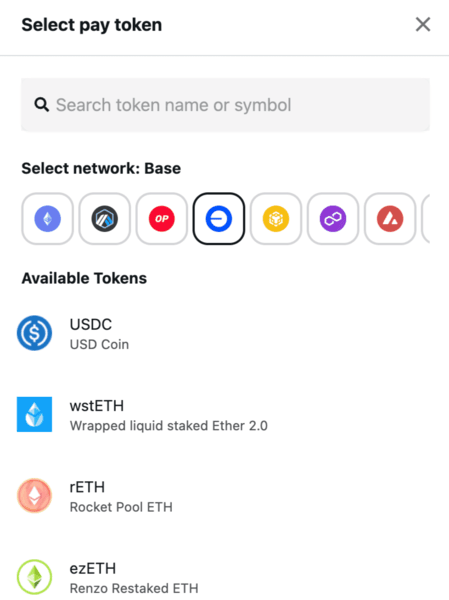 Select pay token
Search token name or symbol
Select network: Base
OP
Available Tokens
USDC
USD Coin
wstETH
Wrapped liquid staked Ether 2.0
rETH
Rocket Pool ETH
ezETH
Renzo Restaked ETH